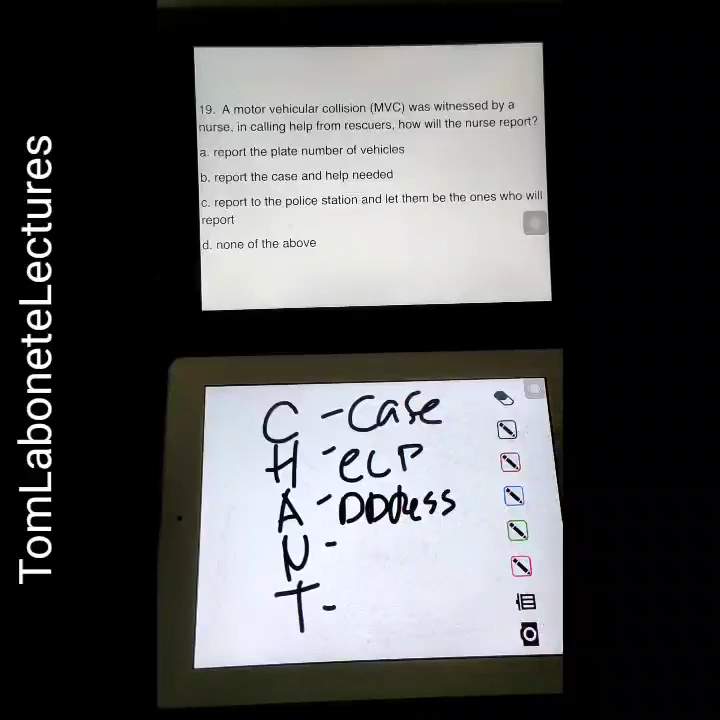 TomLaboneteLectures
19. A motor vehicular collision (MVC) was witnessed by a
nurse, in calling help from rescuers, how will the nurse report?
a. report the plate number of vehicles
b. report the case and help needed
c. report to the police station and let them be the ones who will
report
d. none of the above
C - Case
H - ELP
A - DDRess
N -
T -